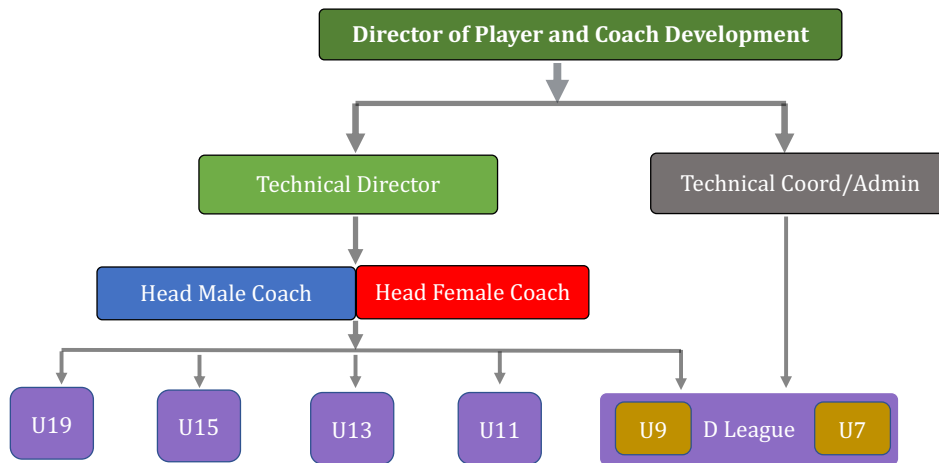 Director of Player and Coach Development
Technical Director
Technical Coord/Admin
Head Male Coach
Head Female Coach
U19
U15
U13
U11
U9
D League
U7